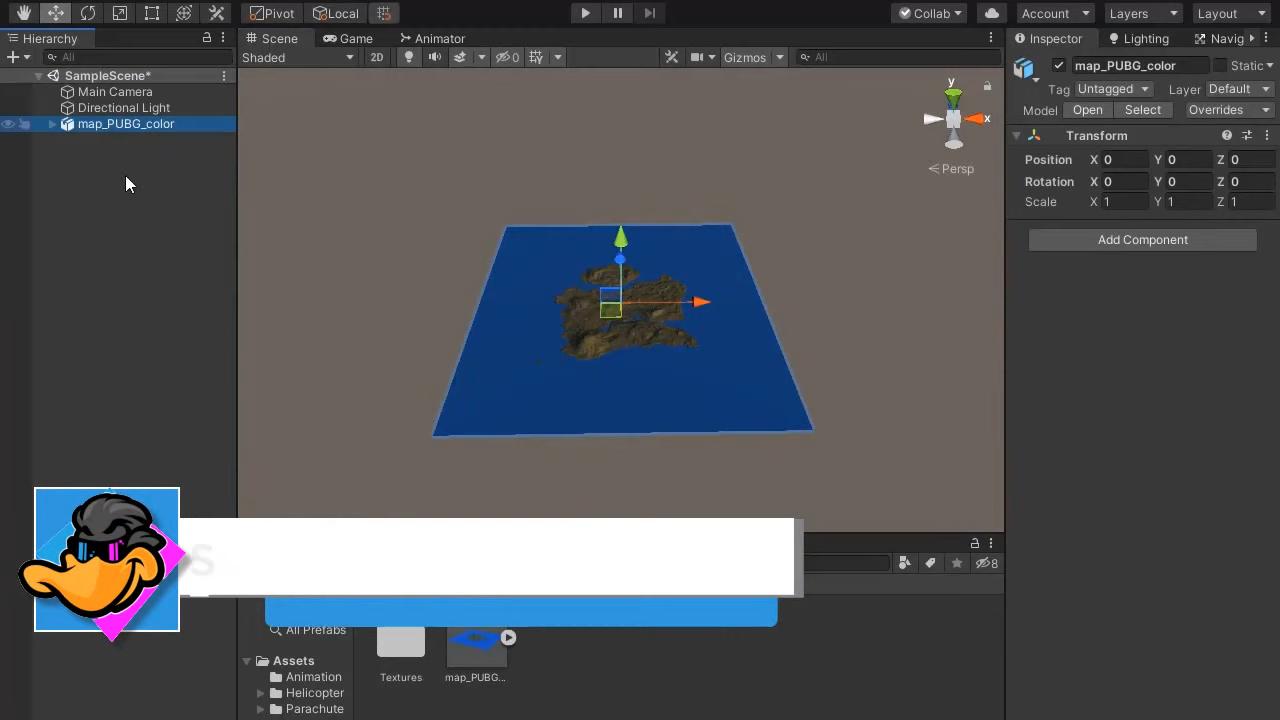 Pivot
Local
Collab
Account
Layers
Layout
Hierarchy
All
SampleScene*
Main Camera
Directional Light
map_PUBG_color
Scene
Game
Animator
Shaded
2D
0
Gizmos
All
y
x
Persp
Inspector
Lighting
Navig
map_PUBG_color
Static
Tag Untagged Layer Default
Model Open Select Overrides
Transform
Position X 0 Y 0 Z 0
Rotation X 0 Y 0 Z 0
Scale X 1 Y 1 Z 1
Add Component
S
8
All Prefabs
Assets
Animation
Helicopter
Parachute
Textures
map_PUBG...